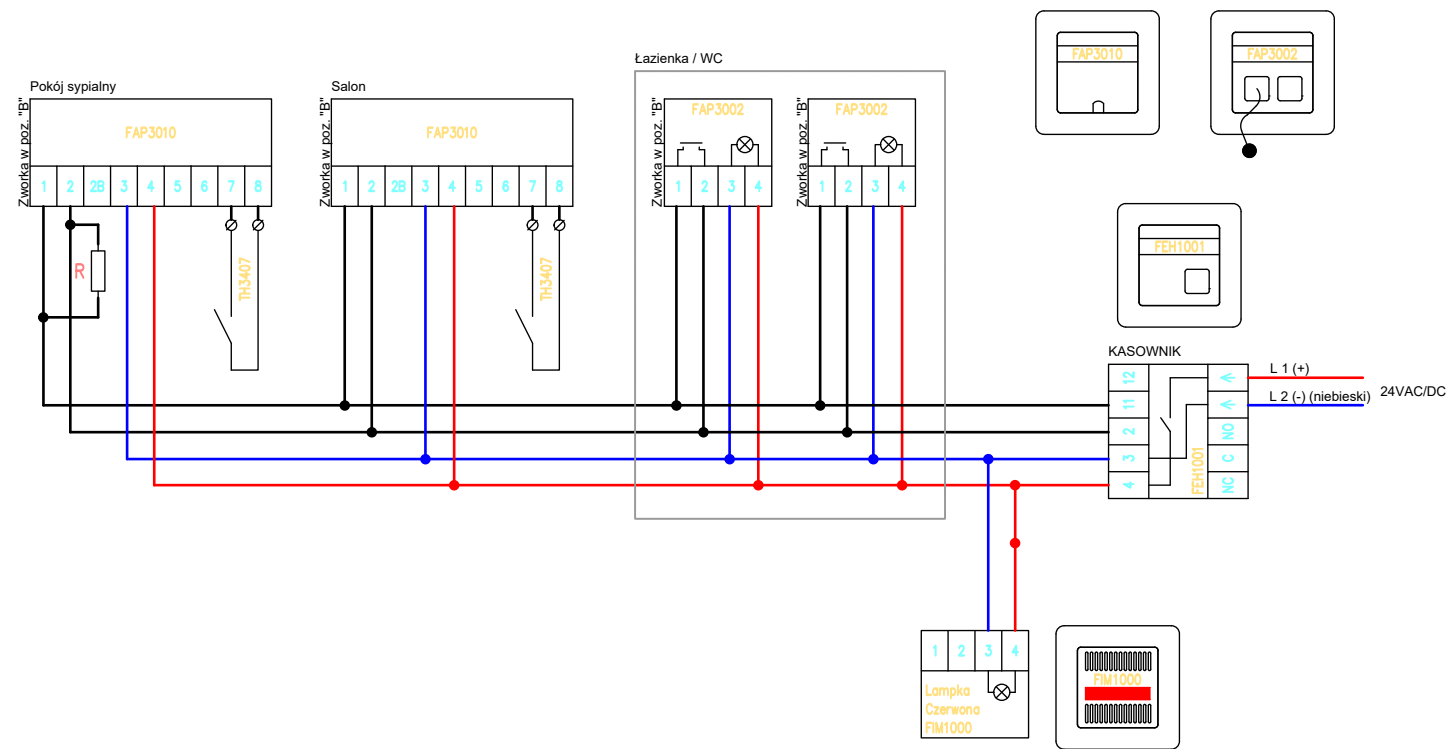 Łazienka / WC
FAP3010
FAP3002
Pokój sypialny
Zworka w poz. "B"
FAP3010
1 2 2B 3 4 5 6 7 8
R
TH3407
Salon
Zworka w poz. "B"
FAP3010
1 2 2B 3 4 5 6 7 8
TH3407
Zworka w poz. "B"
FAP3002
1 2 3 4
Zworka w poz. "B"
FAP3002
1 2 3 4
FEH1001
KASOWNIK
12
11
2
3
4
FEH1001
NO
C
NC
L 1 (+)
L 2 (-) (niebieski)
24VAC/DC
1 2 3 4
Lampka
Czerwona
FIM1000
FIM1000